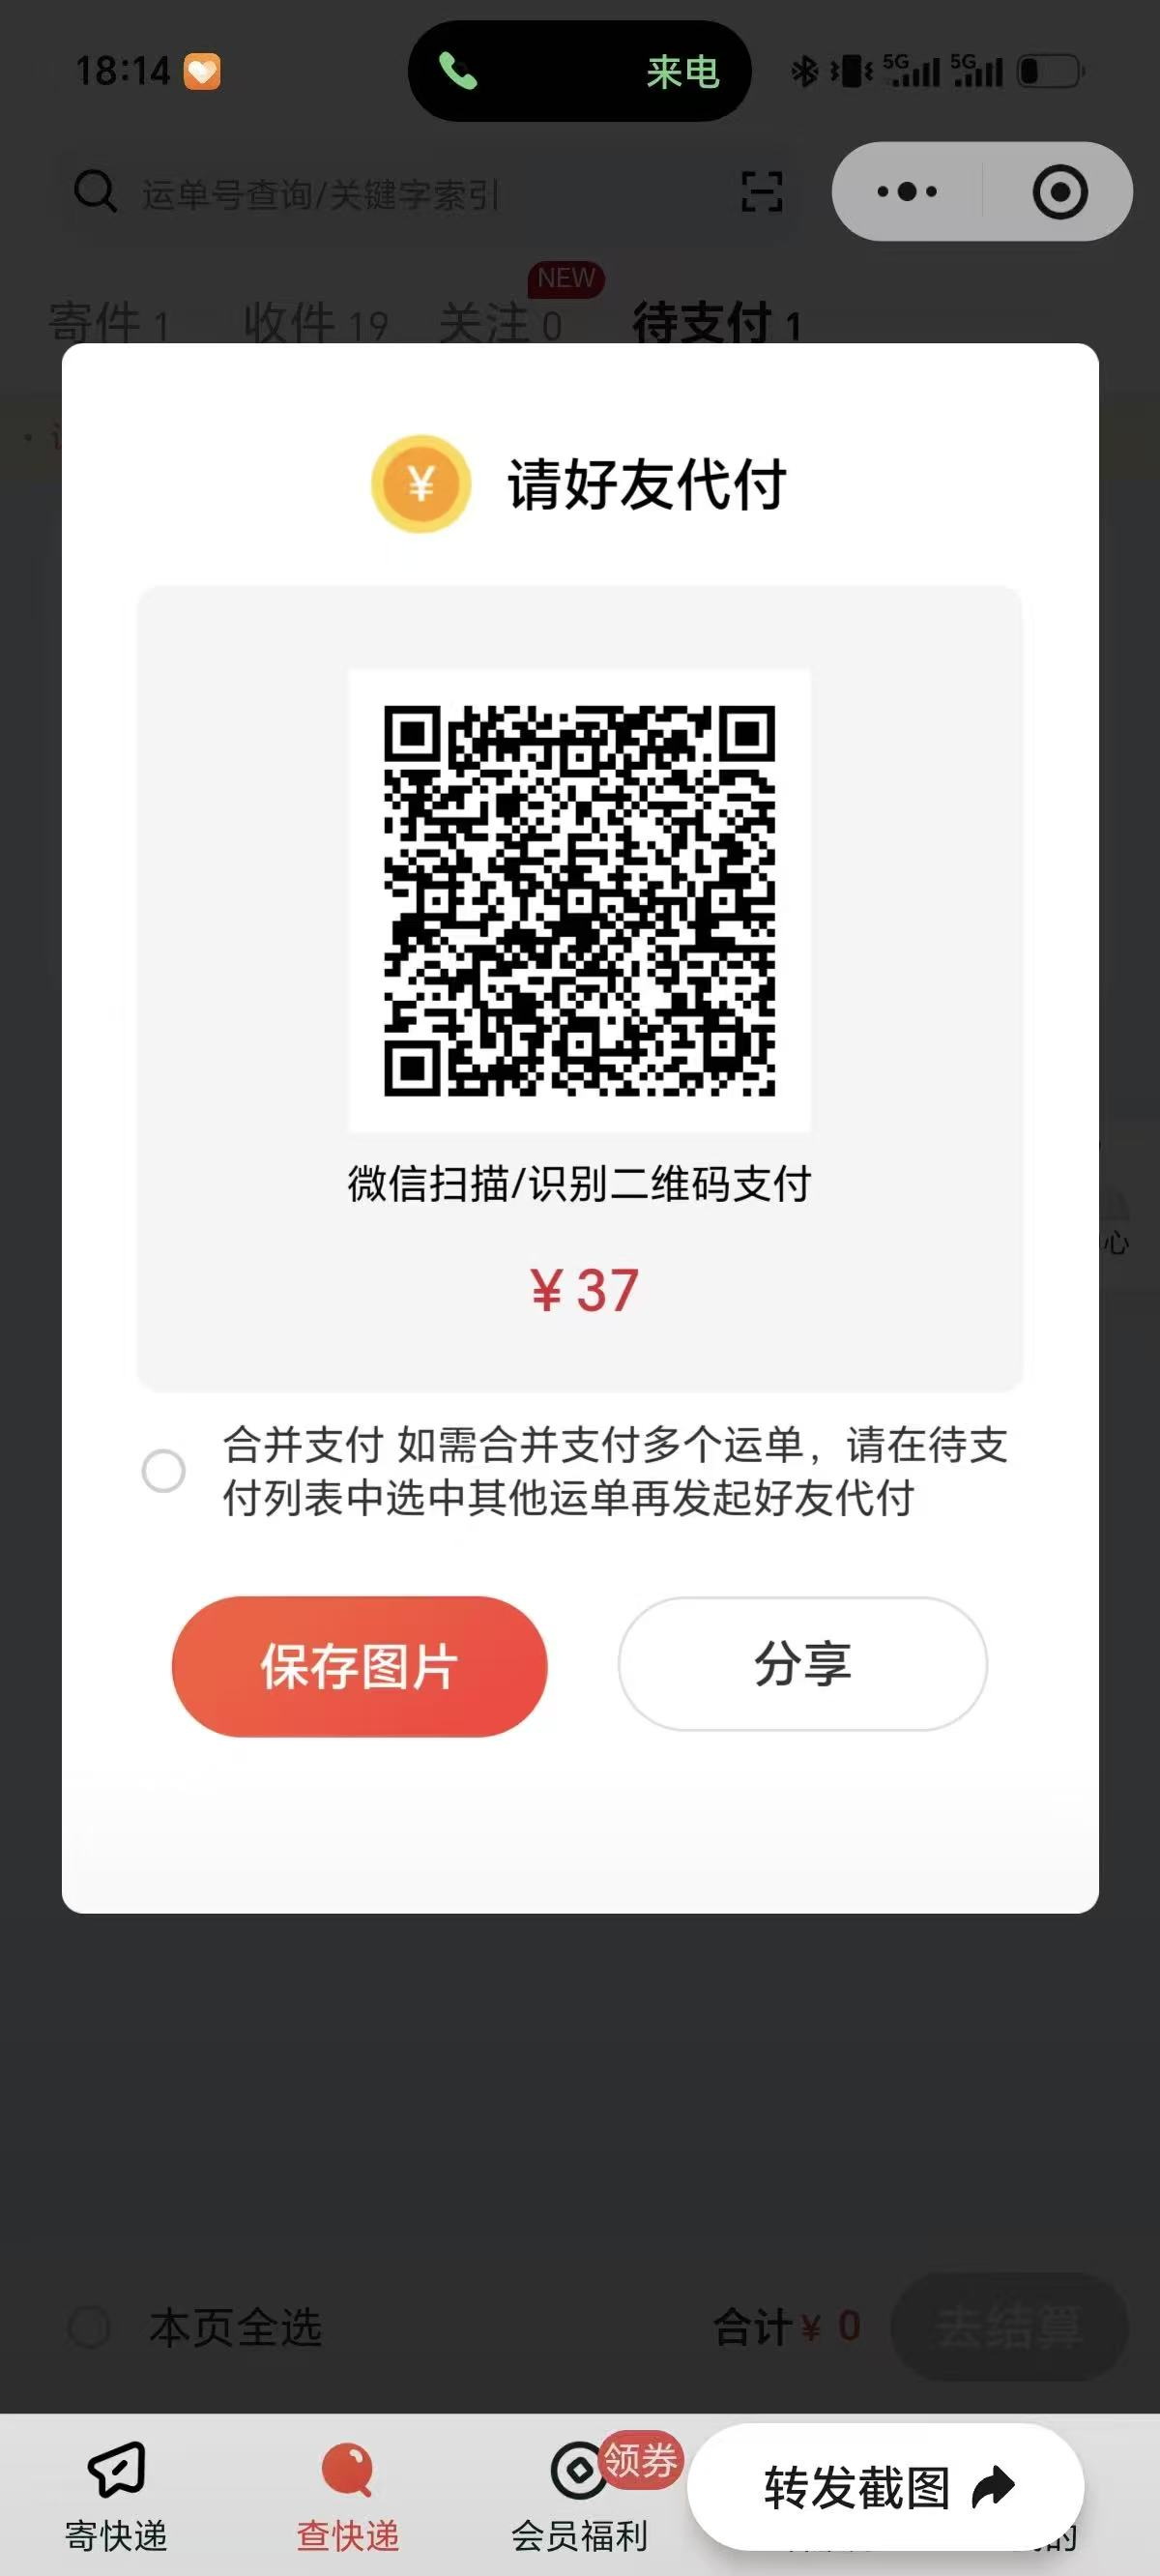 18:14
来电
5G
5G
运单号查询/关键字索引
NEW
寄件 1
收件 19
关注 0
待支付 1
¥
请好友代付
微信扫描/识别二维码支付
¥ 37
心
合并支付 如需合并支付多个运单，请在待支
付列表中选中其他运单再发起好友代付
保存图片
分享
本页全选
合计 ¥ 0
去结算
领券
转发截图
寄快递
查快递
会员福利
的